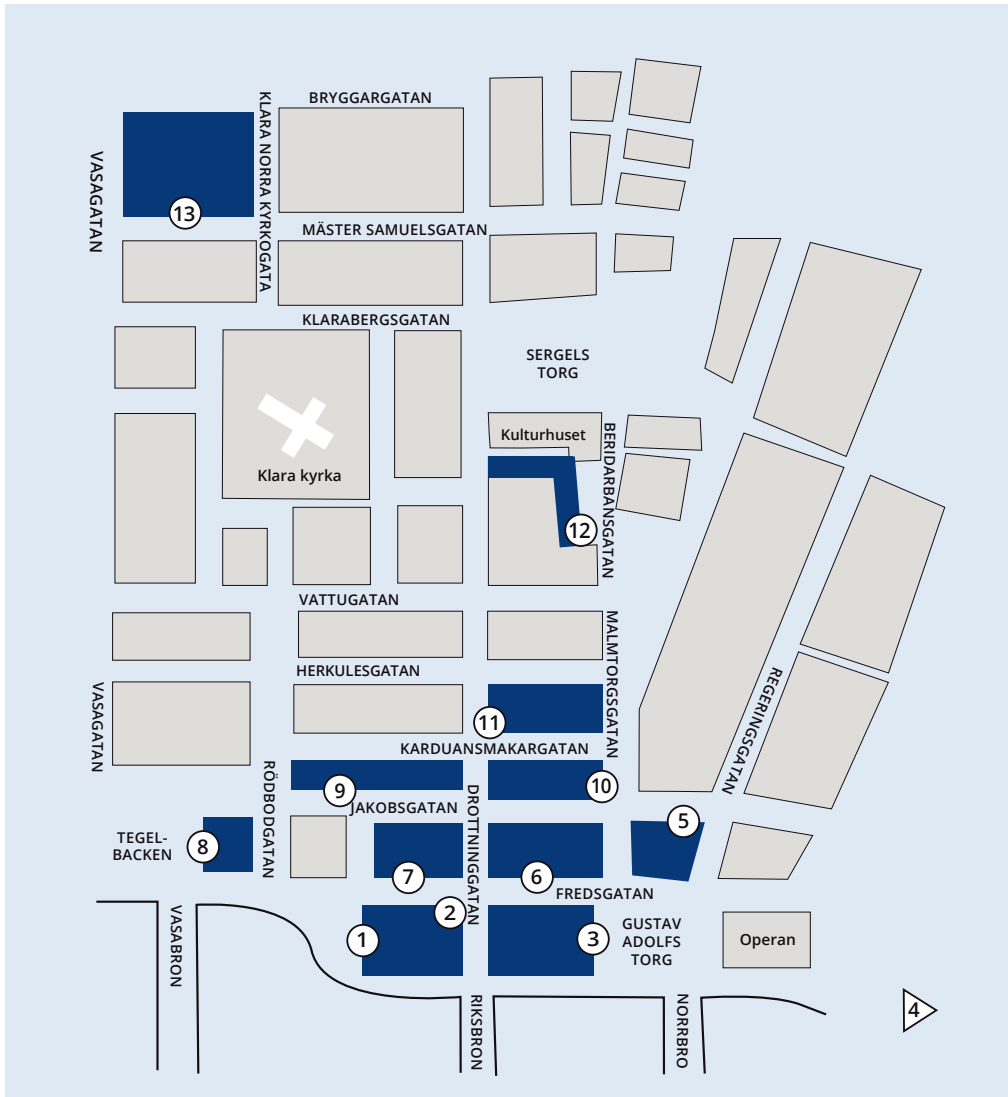 BRYGGARGATAN
KLARA NORRA KYRKOGATA
VASAGATAN
13
MÄSTER SAMUELSGATAN
KLARABERGSGATAN
SERGELS
TORG
Kulturhuset
BERIDARBANSGATAN
Klara kyrka
12
VATTUGATAN
MALMTORGSGATAN
HERKULESGATAN
REGERINGSGATAN
VASAGATAN
11
KARDUANSMAKARGATAN
RÖDBODGATAN
9
10
DROTTNINGGATAN
JAKOBSGATAN
5
TEGEL-
BACKEN
8
7
6
FREDSGATAN
2
1
3
GUSTAV
ADOLFS
TORG
Operan
VASABRON
RIKSBRON
NORRBRO
4